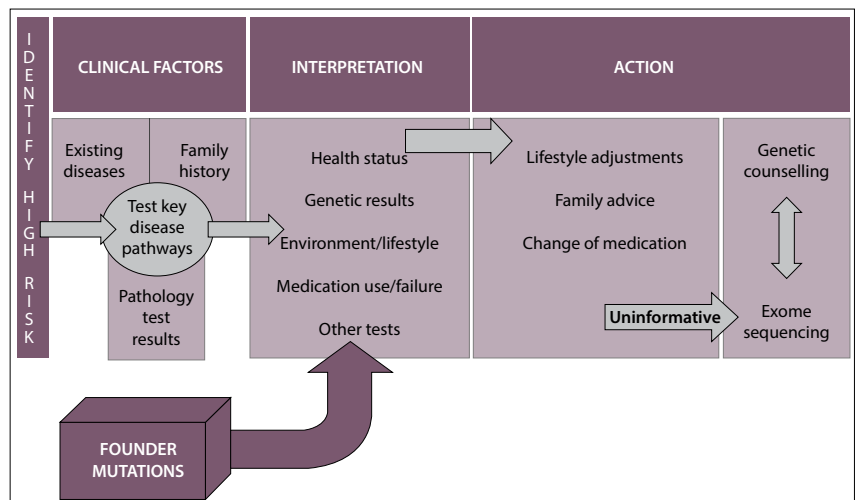 IDENTIFY HIGH RISK
CLINICAL FACTORS
INTERPRETATION
ACTION
Existing
diseases
Family
history
Test key
disease
pathways
Pathology
test
results
Health status
Genetic results
Environment/lifestyle
Medication use/failure
Other tests
Lifestyle adjustments
Family advice
Change of medication
Uninformative
Genetic
counselling
Exome
sequencing
FOUNDER
MUTATIONS